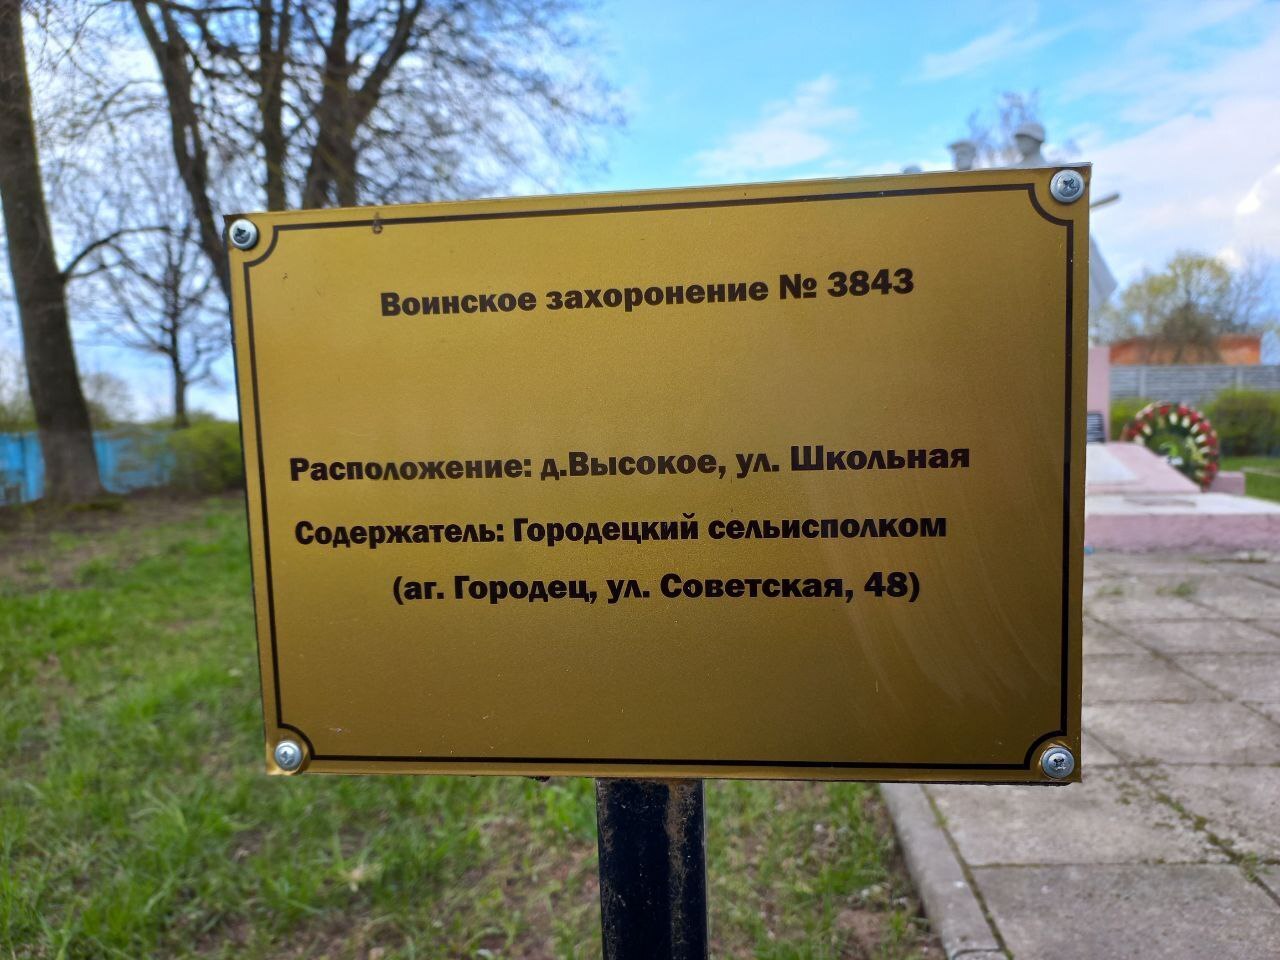 Воинское захоронение № 3843
Расположение: д.Высокое, ул. Школьная
Содержатель: Городецкий сельисполком
(аг. Городец, ул. Советская, 48)